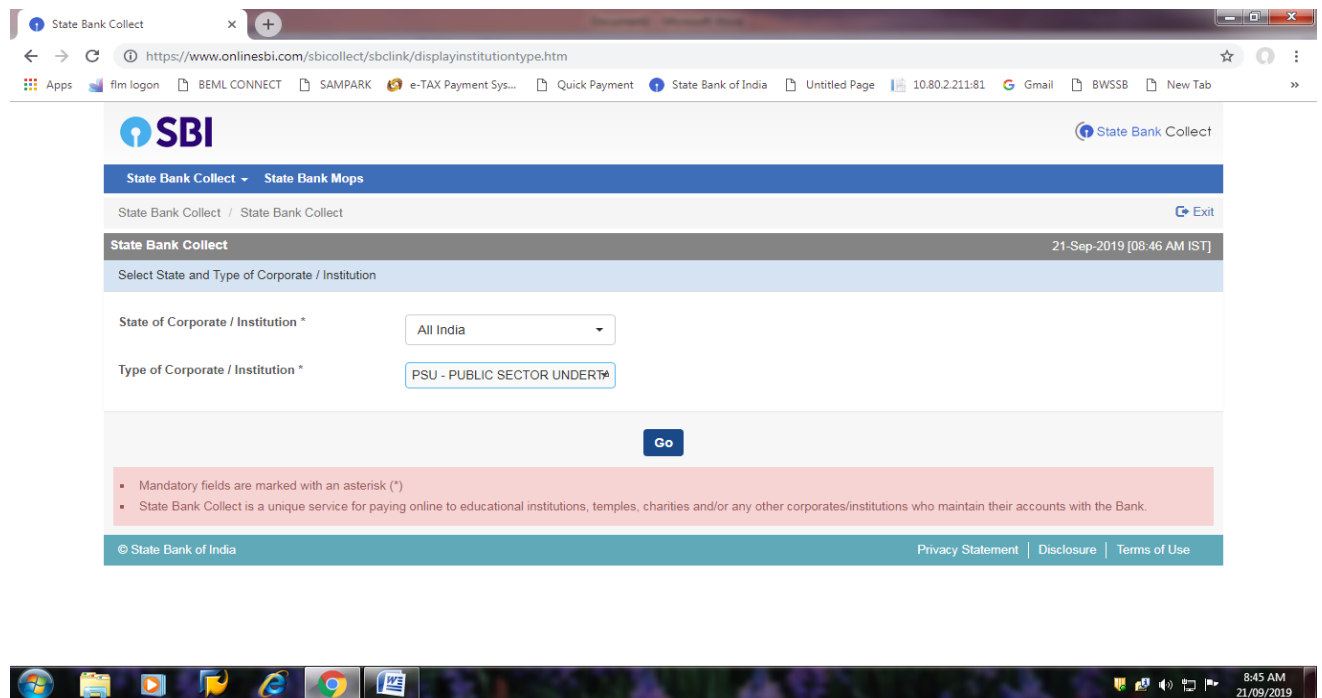 State Bank Collect
https://www.onlinesbi.com/sbicollect/sbclink/displayinstitutiontype.htm
Apps flm logon BEML CONNECT SAMPARK e-TAX Payment Sys... Quick Payment State Bank of India Untitled Page 10.80.2.211:81 Gmail BWSSB New Tab »
SBI State Bank Collect
State Bank Collect State Bank Mops
State Bank Collect / State Bank Collect Exit
State Bank Collect 21-Sep-2019 [08:46 AM IST]
Select State and Type of Corporate / Institution
State of Corporate / Institution * All India
Type of Corporate / Institution * PSU - PUBLIC SECTOR UNDERTA
Go
Mandatory fields are marked with an asterisk (*)
State Bank Collect is a unique service for paying online to educational institutions, temples, charities and/or any other corporates/institutions who maintain their accounts with the Bank.
© State Bank of India Privacy Statement | Disclosure | Terms of Use
8:45 AM
21/09/2019